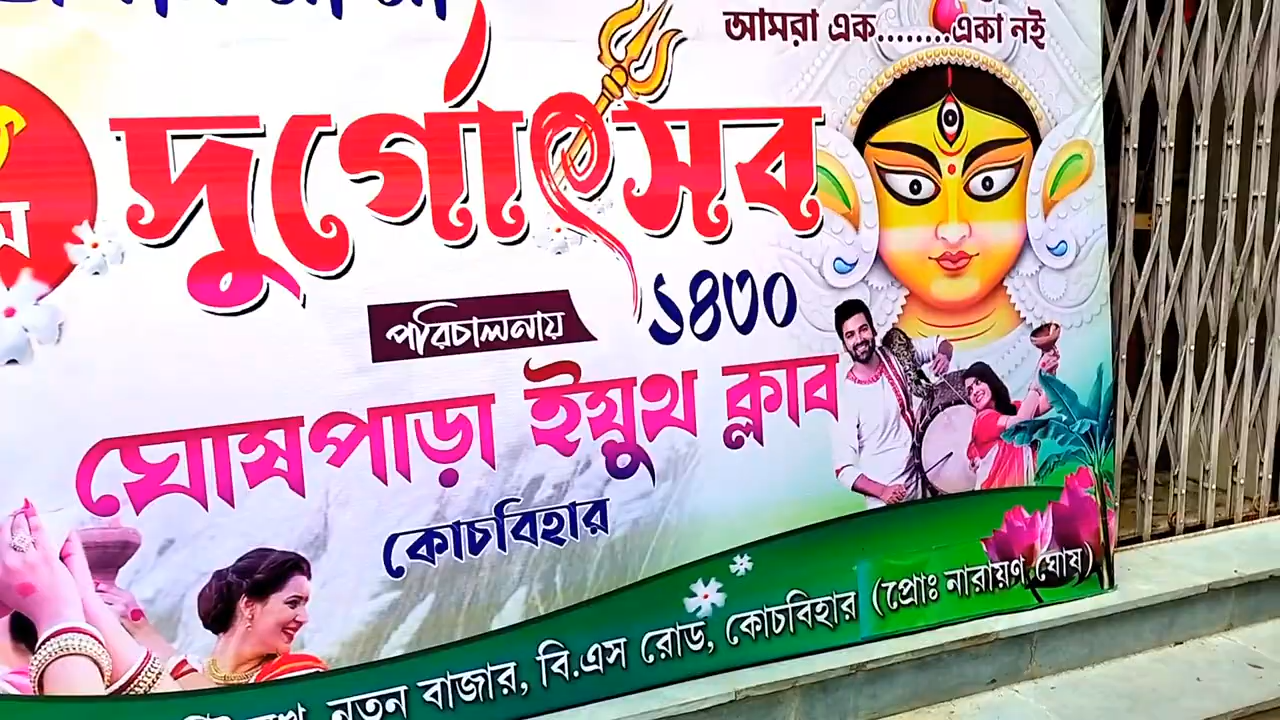 আমরা এক........একা নই
দুর্গোৎসব
১৪৩০
পরিচালনায়
ঘোষপাড়া ইয়ুথ ক্লাব
কোচবিহার
নতুন বাজার, বি.এস রোড, কোচবিহার (প্রোঃ নারায়ণ ঘোষ)